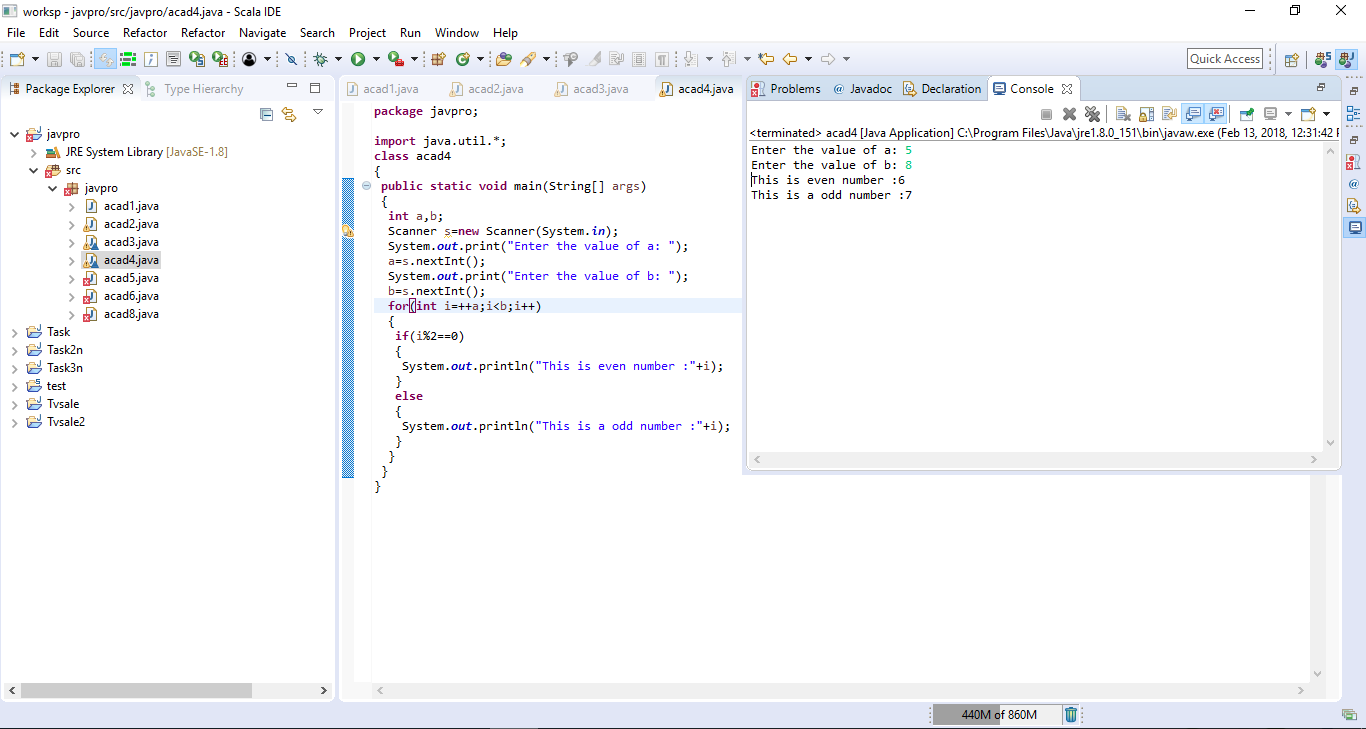 worksp - javpro/src/javpro/acad4.java - Scala IDE
File Edit Source Refactor Refactor Navigate Search Project Run Window Help
Quick Access
Package Explorer Type Hierarchy
javpro
JRE System Library [JavaSE-1.8]
src
javpro
acad1.java
acad2.java
acad3.java
acad4.java
acad5.java
acad6.java
acad8.java
Task
Task2n
Task3n
test
Tvsale
Tvsale2
acad1.java acad2.java acad3.java acad4.java
package javpro;
import java.util.*;
class acad4
{
public static void main(String[] args)
{
int a,b;
Scanner s=new Scanner(System.in);
System.out.print("Enter the value of a: ");
a=s.nextInt();
System.out.print("Enter the value of b: ");
b=s.nextInt();
for(int i=++a;i<b;i++)
{
if(i%2==0)
{
System.out.println("This is even number :"+i);
}
else
{
System.out.println("This is a odd number :"+i);
}
}
}
}
Problems @ Javadoc Declaration Console
<terminated> acad4 [Java Application] C:\Program Files\Java\jre1.8.0_151\bin\javaw.exe (Feb 13, 2018, 12:31:42
Enter the value of a: 5
Enter the value of b: 8
This is even number :6
This is a odd number :7
440M of 860M